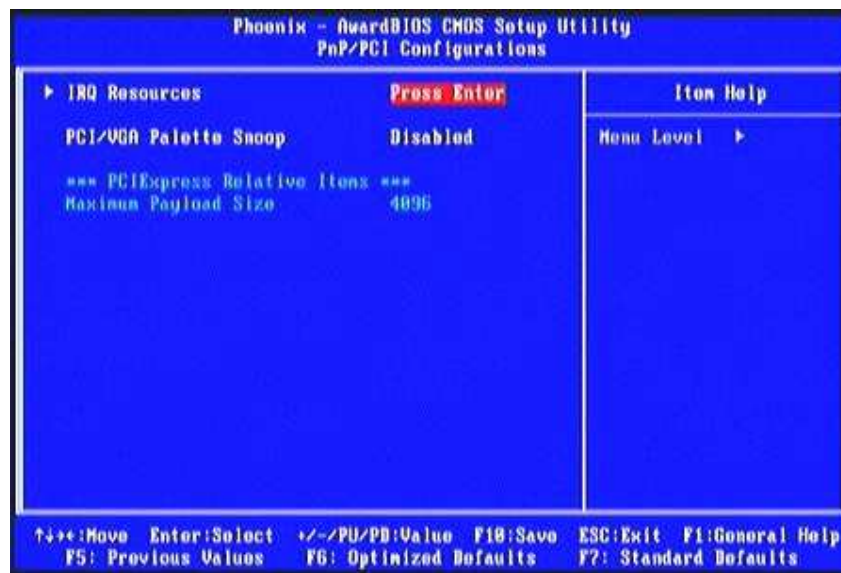 Phoenix - AwardBIOS CMOS Setup Utility
PnP/PCI Configurations
▶ IRQ Resources Press Enter
PCI/VGA Palette Snoop Disabled
*** PCIExpress Relative Items ***
Maximum Payload Size 4096
Item Help
Menu Level ▶
↑↓→←:Move Enter:Select +/-/PU/PD:Value F10:Save ESC:Exit F1:General Help
F5: Previous Values F6: Optimized Defaults F7: Standard Defaults